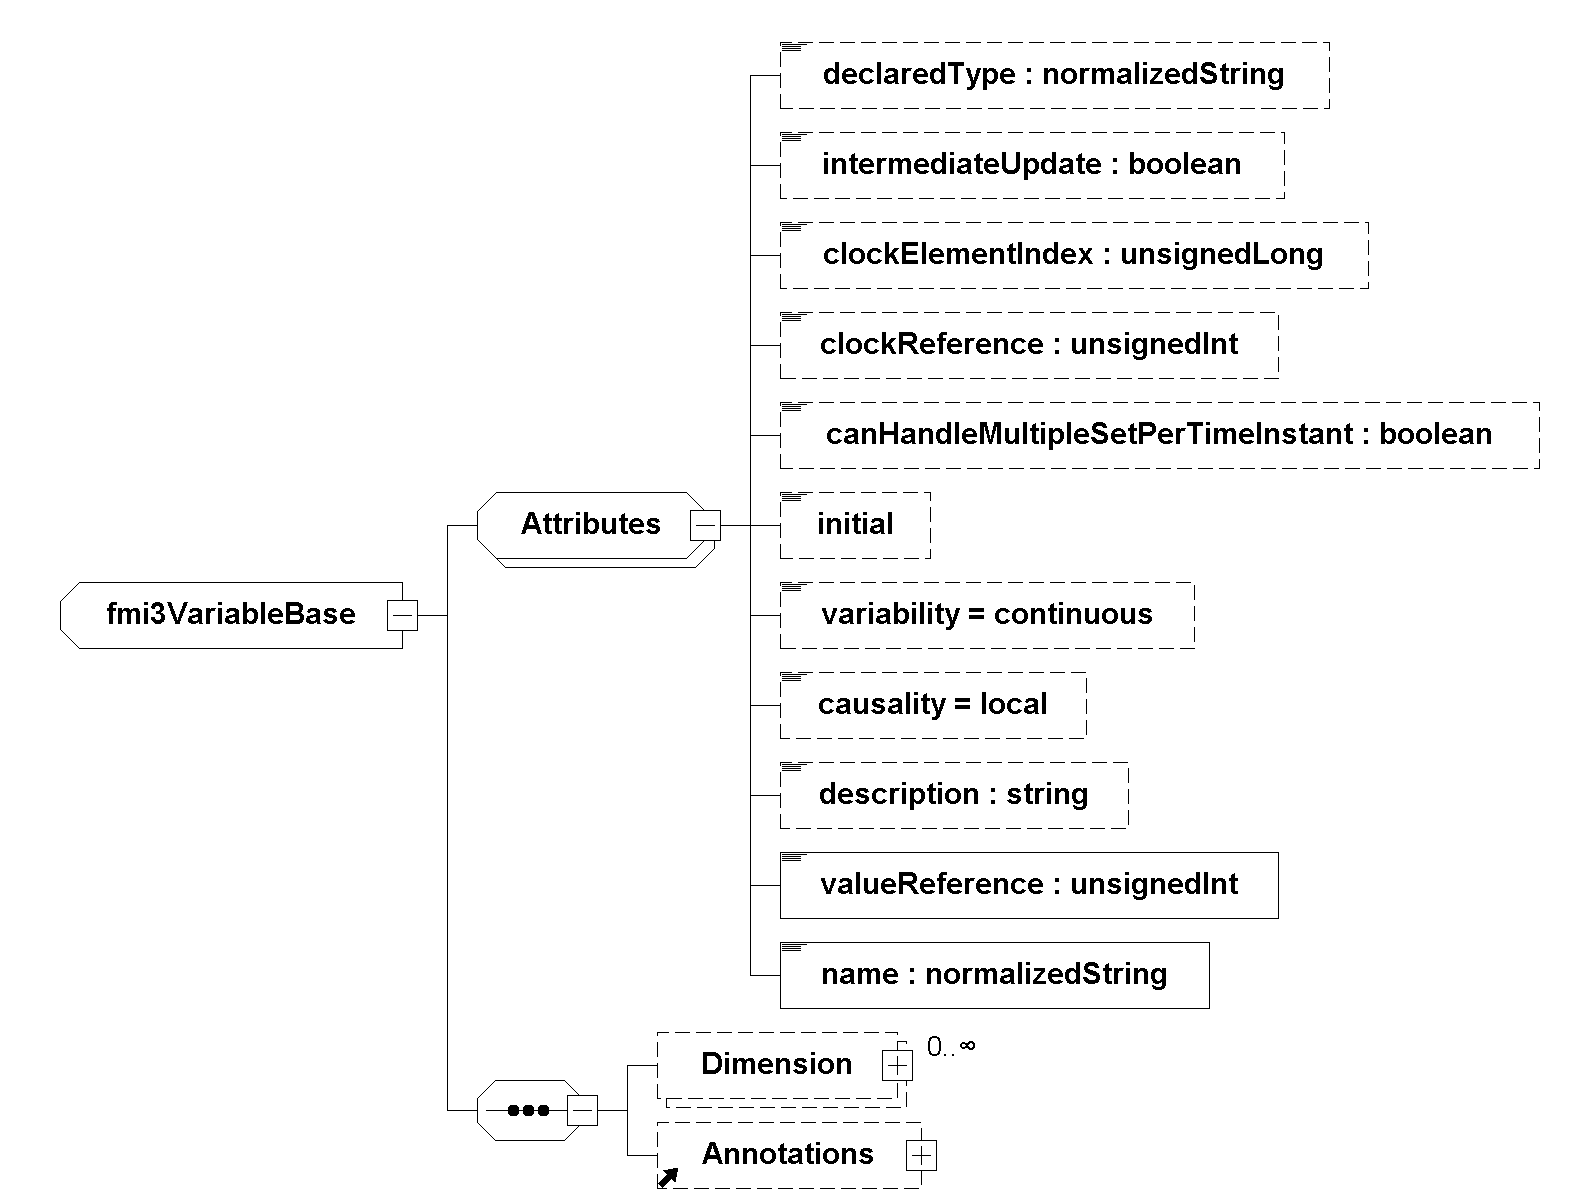 declaredType : normalizedString
intermediateUpdate : boolean
clockElementIndex : unsignedLong
clockReference : unsignedInt
canHandleMultipleSetPerTimeInstant : boolean
Attributes
initial
fmi3VariableBase
variability = continuous
causality = local
description : string
valueReference : unsignedInt
name : normalizedString
Dimension
0..∞
Annotations